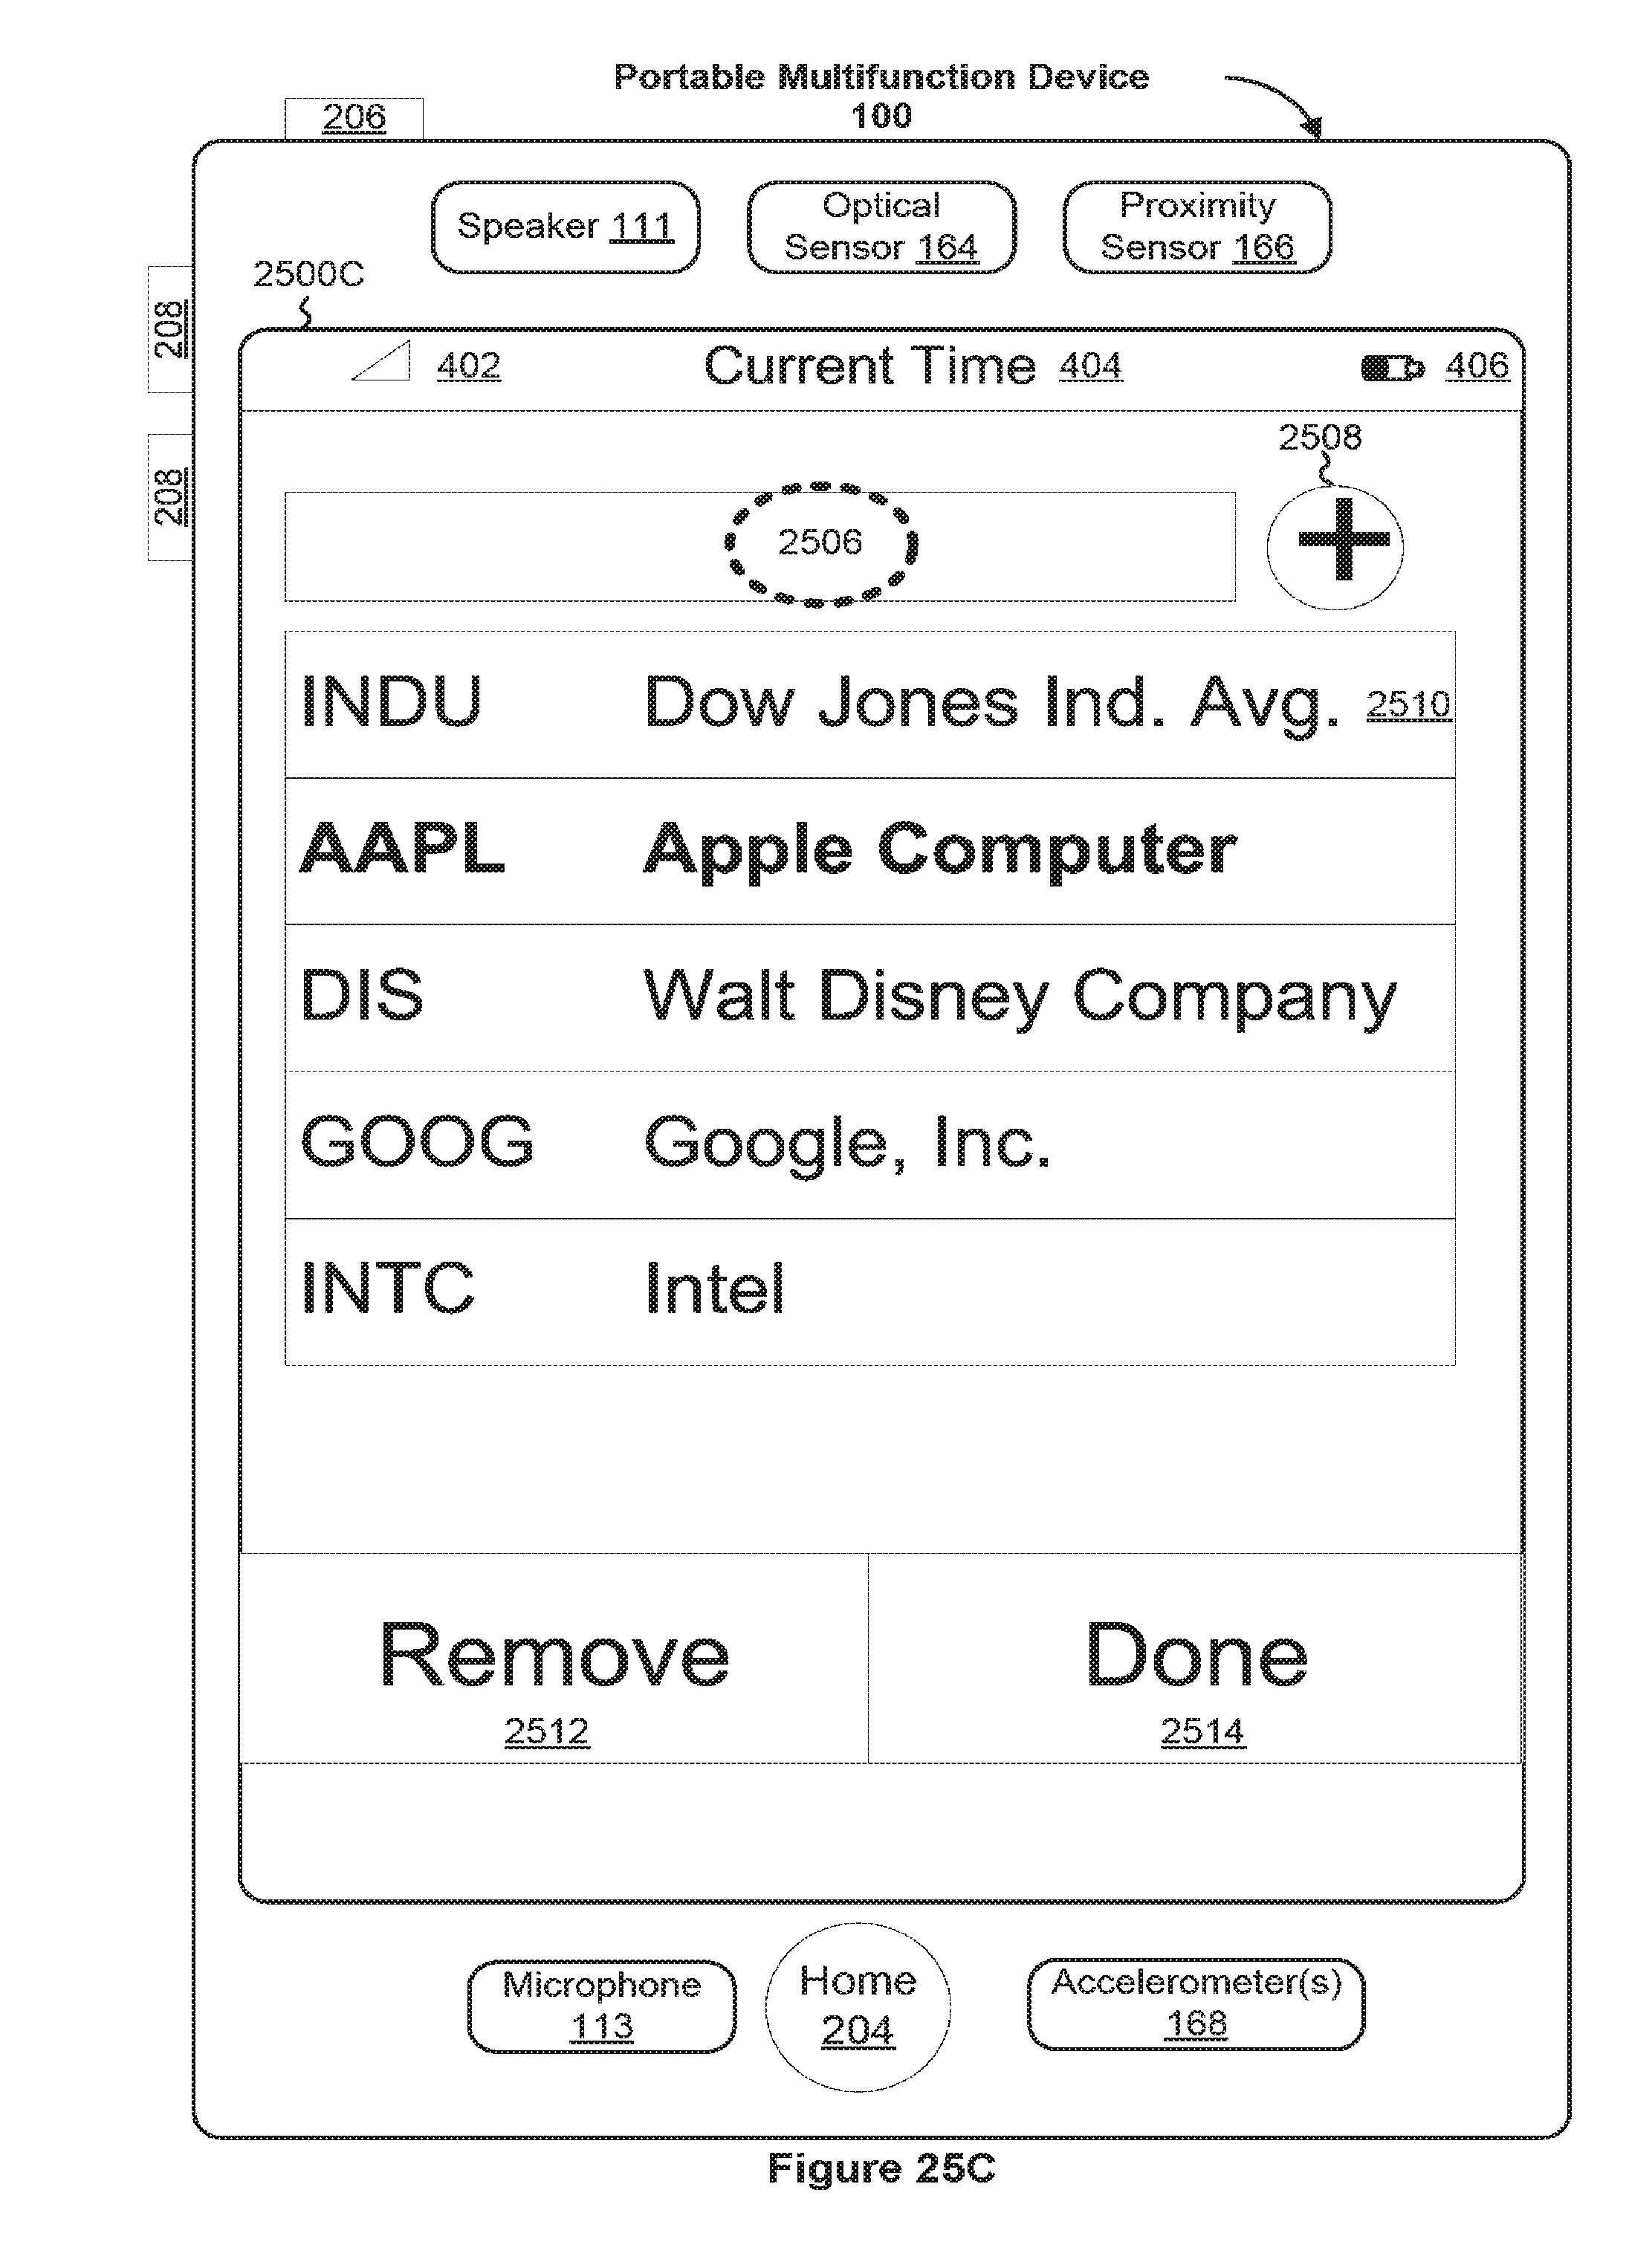 Portable Multifunction Device
100
206
Speaker 111
Optical
Sensor 164
Proximity
Sensor 166
2500C
208
402
Current Time 404
406
2508
208
2506
INDU Dow Jones Ind. Avg. 2510
AAPL Apple Computer
DIS Walt Disney Company
GOOG Google, Inc.
INTC Intel
Remove
2512
Done
2514
Microphone
113
Home
204
Accelerometer(s)
168
Figure 25C